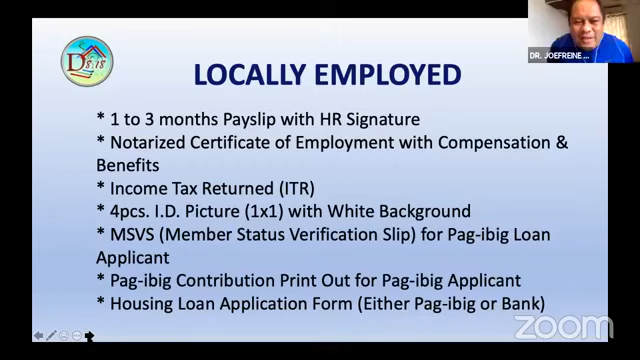 D 8:18
DR. JOEFREINE ...
LOCALLY EMPLOYED
* 1 to 3 months Payslip with HR Signature
* Notarized Certificate of Employment with Compensation &
Benefits
* Income Tax Returned (ITR)
* 4pcs. I.D. Picture (1x1) with White Background
* MSVS (Member Status Verification Slip) for Pag-ibig Loan
Applicant
* Pag-ibig Contribution Print Out for Pag-ibig Applicant
* Housing Loan Application Form (Either Pag-ibig or Bank)
zoom